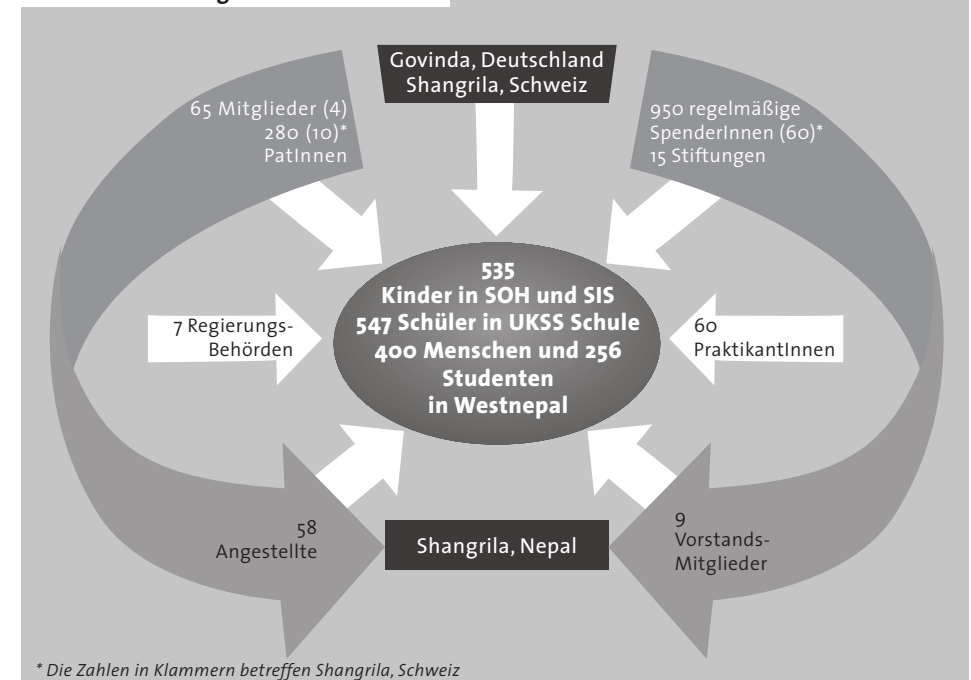 Govinda, Deutschland
Shangrila, Schweiz
65 Mitglieder (4)
280 (10)*
PatInnen
950 regelmäßige
SpenderInnen (60)*
15 Stiftungen
535
Kinder in SOH und SIS
547 Schüler in UKSS Schule
400 Menschen und 256
Studenten
in Westnepal
7 Regierungs-
Behörden
60
PraktikantInnen
58
Angestellte
Shangrila, Nepal
9
Vorstands-
Mitglieder
* Die Zahlen in Klammern betreffen Shangrila, Schweiz